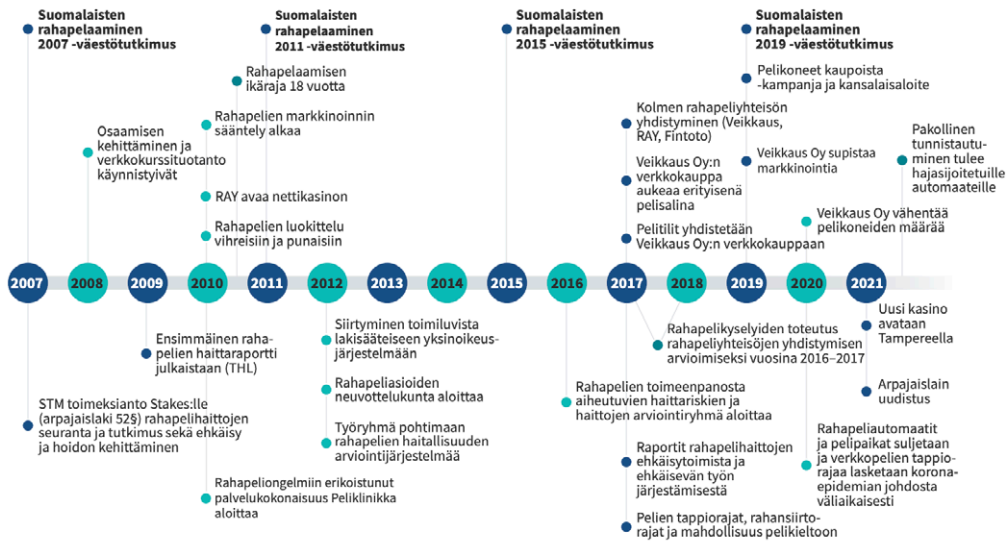 Suomalaisten
rahapelaaminen
2007 -väestötutkimus
Suomalaisten
rahapelaaminen
2011 -väestötutkimus
Suomalaisten
rahapelaaminen
2015 -väestötutkimus
Suomalaisten
rahapelaaminen
2019 -väestötutkimus
Rahapelaamisen
ikäraja 18 vuotta
Rahapelien markkinoinnin
sääntely alkaa
Osaamisen
kehittäminen ja
verkkokurssituotanto
käynnistyivät
RAY avaa nettikasinon
Rahapelien luokittelu
vihreisiin ja punaisiin
Kolmen rahapeliyhteisön
yhdistyminen (Veikkaus,
RAY, Fintoto)
Veikkaus Oy:n
verkkokauppa
aukeaa erityisenä
pelisalina
Pelitilit yhdistetään
Veikkaus Oy:n verkkokauppaan
Pelikoneet kaupoista
-kampanja ja kansalaisaloite
Veikkaus Oy supistaa
markkinointia
Pakollinen
tunnistautu-
minen tulee
hajasijoitetuille
automaateille
Veikkaus Oy vähentää
pelikoneiden määrää
2007
2008
2009
2010
2011
2012
2013
2014
2015
2016
2017
2018
2019
2020
2021
Ensimmäinen raha-
pelien haittaraportti
julkaistaan (THL)
STM toimeksianto Stakes:lle
(arpajaislaki 52§) rahapelihaittojen
seuranta ja tutkimus sekä ehkäisy
ja hoidon kehittäminen
Rahapeliongelmiin erikoistunut
palvelukokonaisuus Peliklinikka
aloittaa
Siirtyminen toimiluvista
lakisääteiseen yksinoikeus-
järjestelmään
Rahapeliasioiden
neuvottelukunta aloittaa
Työryhmä pohtimaan
rahapelien haitallisuuden
arviointijärjestelmää
Rahapelikyselyiden toteutus
rahapeliyhteisöjen yhdistymisen
arvioimiseksi vuosina 2016–2017
Rahapelien toimeenpanosta
aiheutuvien haittariskien ja
haittojen arviointiryhmä aloittaa
Raportit rahapelihaittojen
ehkäisytoimista ja
ehkäisevän työn
järjestämisestä
Pelien tappiorajat, rahansiirto-
rajat ja mahdollisuus pelikieltoon
Uusi kasino
avataan
Tampereella
Arpajaislain
uudistus
Rahapeliautomaatit
ja pelipaikat suljetaan
ja verkkopelien tappio-
rajaa lasketaan korona-
epidemian johdosta
väliaikaisesti